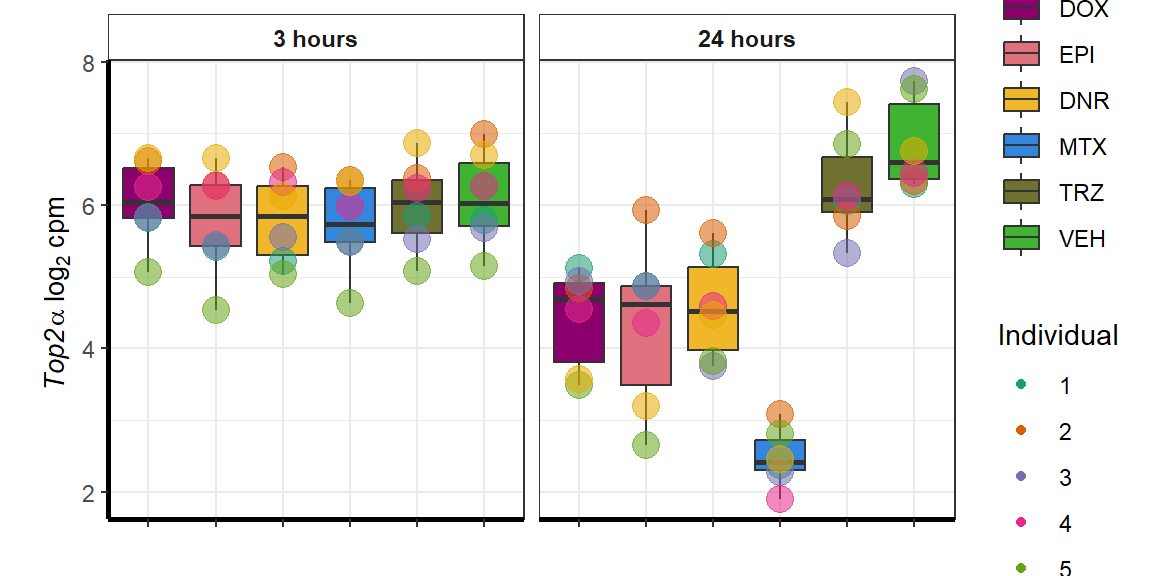 3 hours
24 hours
8
6
4
2
Top2α log2 cpm
DOX
EPI
DNR
MTX
TRZ
VEH
Individual
1
2
3
4
5